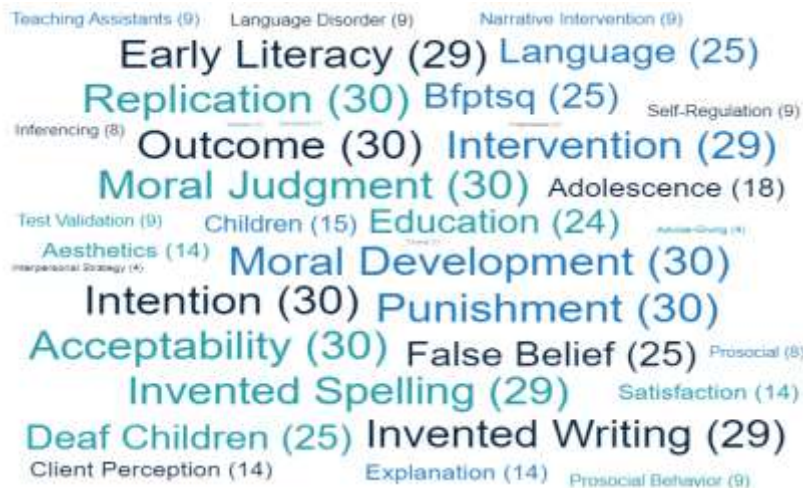 Teaching Assistants (9) Language Disorder (9) Narrative Intervention (9)
Early Literacy (29) Language (25)
Replication (30) Bfptsq (25) Self-Regulation (9)
Inferencing (8) Outcome (30) Intervention (29)
Moral Judgment (30) Adolescence (18)
Test Validation (9) Children (15) Education (24) Advice-Giving (4)
Aesthetics (14) Moral Development (30)
Interpersonal Strategy (4)
Intention (30) Punishment (30)
Acceptability (30) False Belief (25) Prosocial (8)
Invented Spelling (29) Satisfaction (14)
Deaf Children (25) Invented Writing (29)
Client Perception (14) Explanation (14) Prosocial Behavior (9)